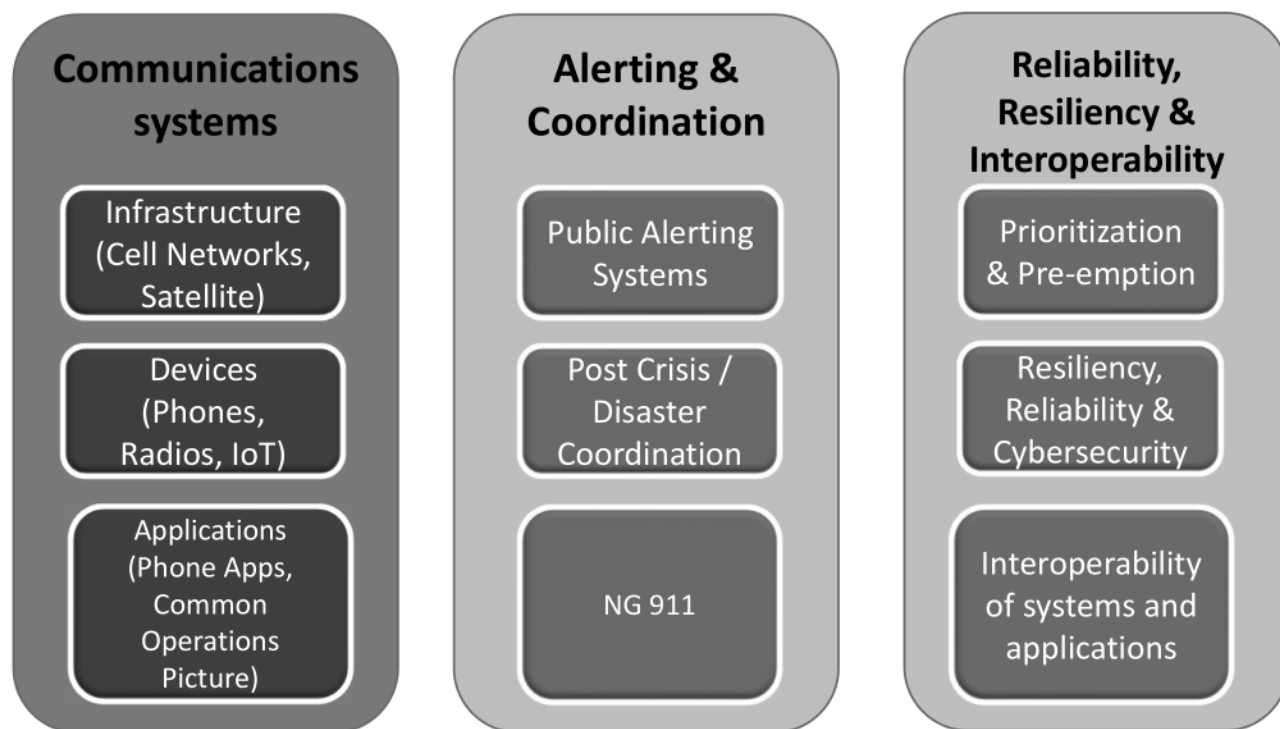 Communications
systems
Infrastructure
(Cell Networks,
Satellite)
Devices
(Phones,
Radios, IoT)
Applications
(Phone Apps,
Common
Operations
Picture)
Alerting &
Coordination
Public Alerting
Systems
Post Crisis /
Disaster
Coordination
NG 911
Reliability,
Resiliency &
Interoperability
Prioritization
& Pre-emption
Resiliency,
Reliability &
Cybersecurity
Interoperability
of systems and
applications